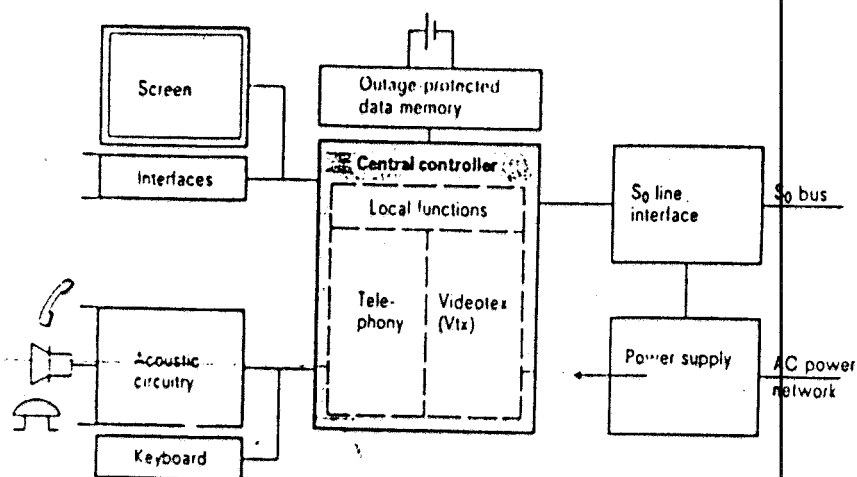 Screen
Outage-protected
data memory
Interfaces
Central controller
Local functions
S₀ line
interface
S₀ bus
Tele-
phony
Videotex
(Vtx)
Acoustic
circuitry
Power supply
AC power
network
Keyboard